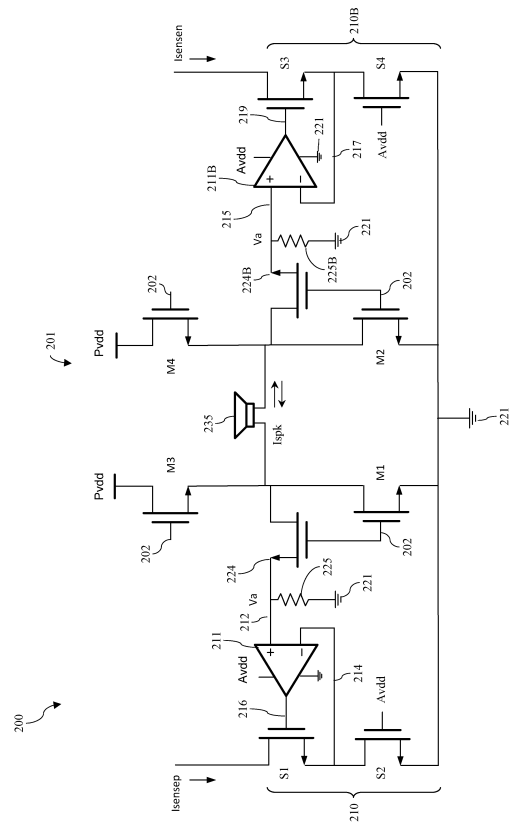 200
201
Isensep
Isensen
Pvdd
Pvdd
202
202
M3
M4
235
Ispk
224
224B
Va
Va
212
215
225
225B
221
221
211
211B
Avdd
Avdd
+
−
+
−
221
216
219
214
217
S1
S3
S2
S4
Avdd
Avdd
M1
M2
202
202
221
210
210B